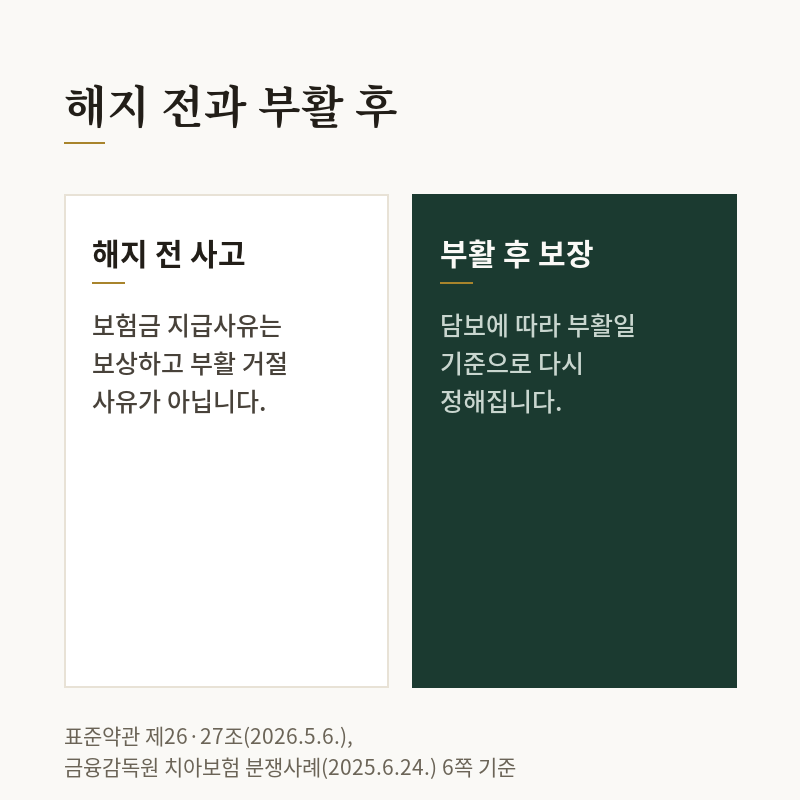 해지 전과 부활 후
해지 전 사고
보험금 지급사유는
보상하고 부활 거절
사유가 아닙니다.
부활 후 보장
담보에 따라 부활일
기준으로 다시
정해집니다.
표준약관 제26·27조(2026.5.6.),
금융감독원 치아보험 분쟁사례(2025.6.24.) 6쪽 기준